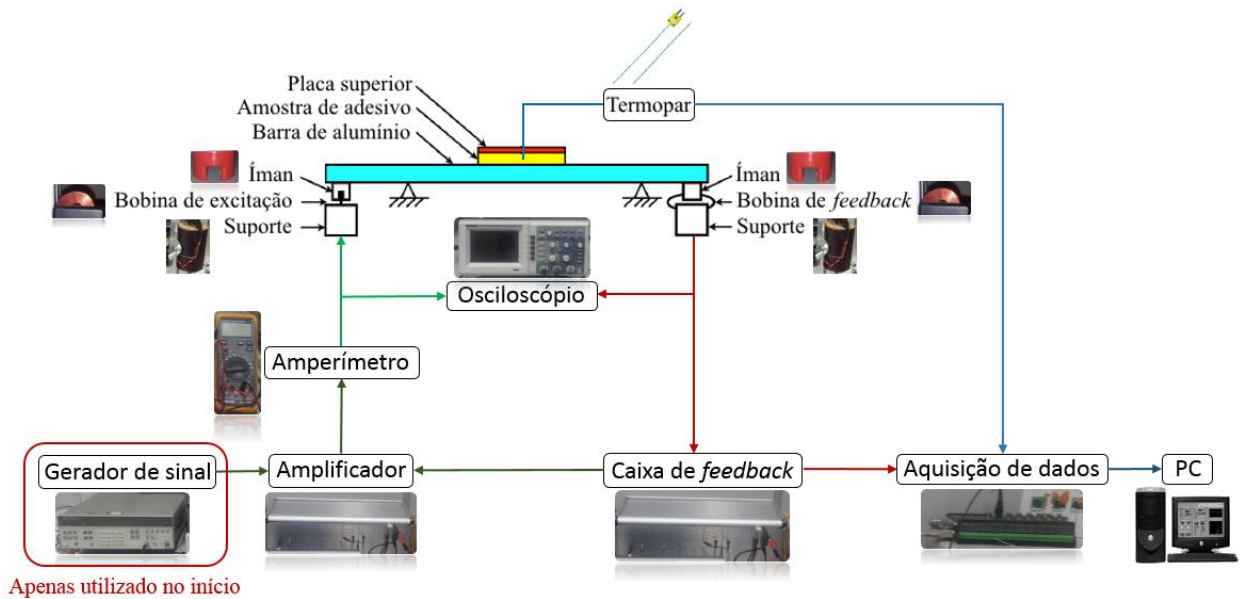 Placa superior
Amostra de adesivo
Barra de alumínio
Termopar
Íman
Bobina de excitação
Suporte
Íman
Bobina de feedback
Suporte
Osciloscópio
Amperímetro
Gerador de sinal
Amplificador
Caixa de feedback
Aquisição de dados
PC
Apenas utilizado no início